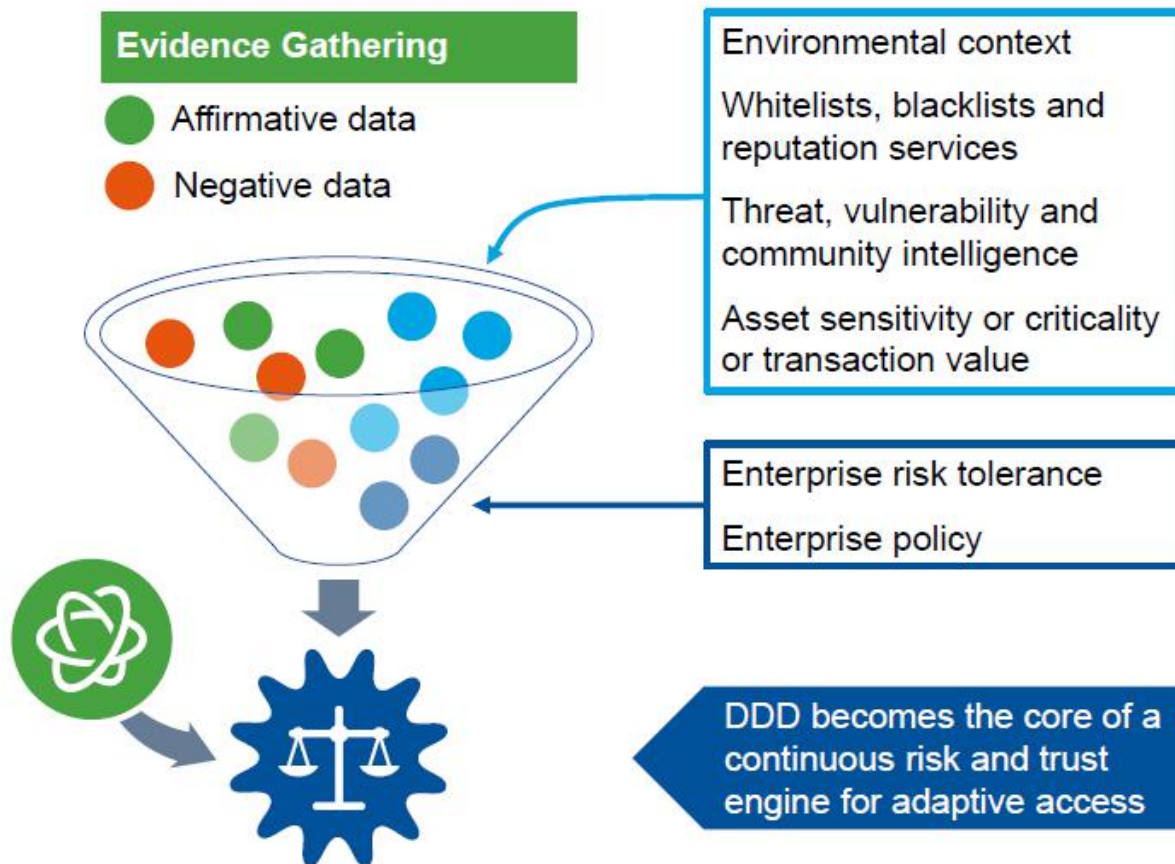 Evidence Gathering
Affirmative data
Negative data
Environmental context
Whitelists, blacklists and
reputation services
Threat, vulnerability and
community intelligence
Asset sensitivity or criticality
or transaction value
Enterprise risk tolerance
Enterprise policy
DDD becomes the core of a
continuous risk and trust
engine for adaptive access